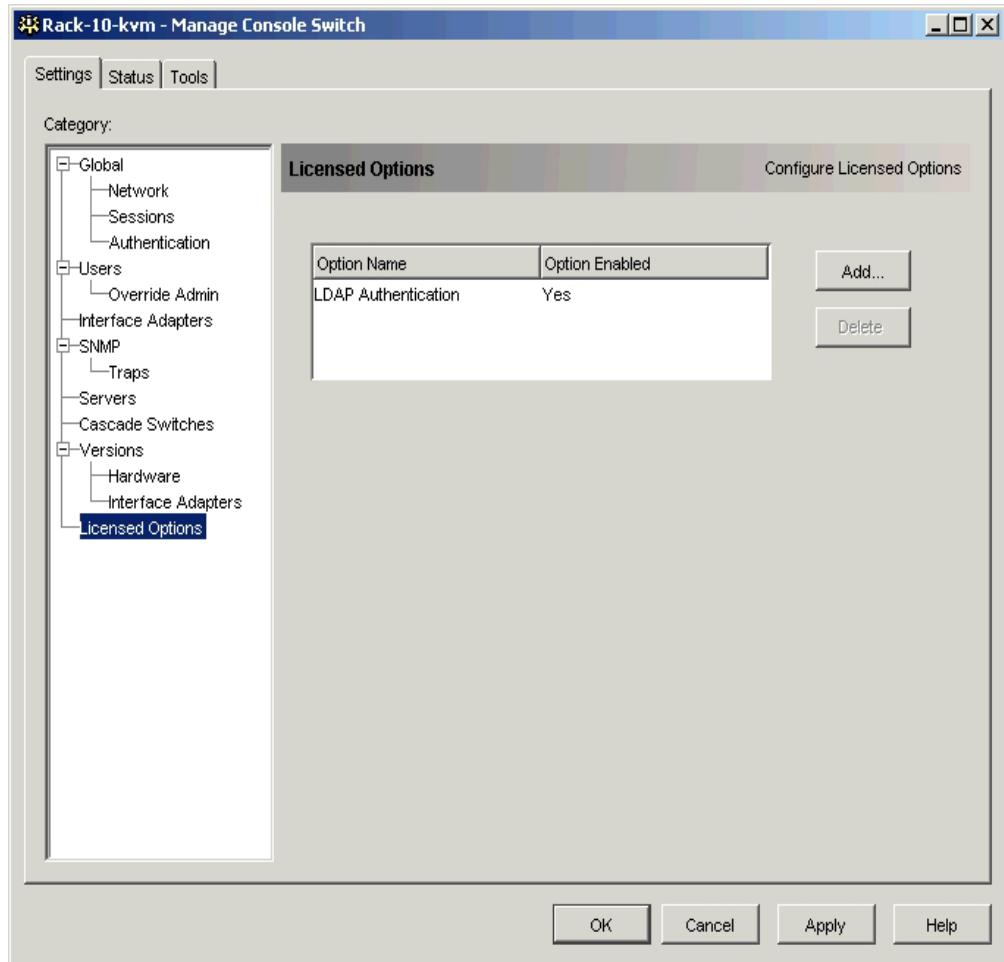 Rack-10-kvm - Manage Console Switch
Settings Status Tools
Category:
Global
Network
Sessions
Authentication
Users
Override Admin
Interface Adapters
SNMP
Traps
Servers
Cascade Switches
Versions
Hardware
Interface Adapters
Licensed Options
Licensed Options Configure Licensed Options
Option Name Option Enabled
LDAP Authentication Yes
Add...
Delete
OK Cancel Apply Help